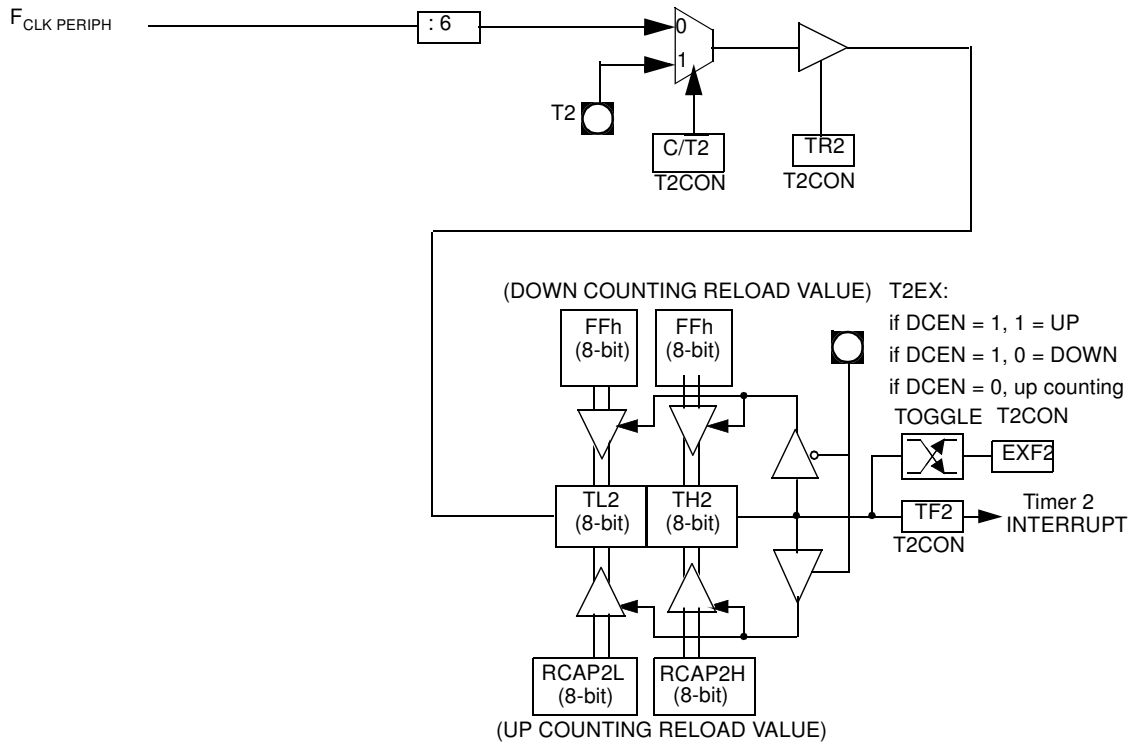 FCLK PERIPH
: 6
0
1
T2
C/T2
TR2
T2CON
T2CON
(DOWN COUNTING RELOAD VALUE)
T2EX:
if DCEN = 1, 1 = UP
if DCEN = 1, 0 = DOWN
if DCEN = 0, up counting
FFh
(8-bit)
FFh
(8-bit)
TOGGLE
T2CON
EXF2
TL2
(8-bit)
TH2
(8-bit)
TF2
T2CON
Timer 2
INTERRUPT
RCAP2L
(8-bit)
RCAP2H
(8-bit)
(UP COUNTING RELOAD VALUE)